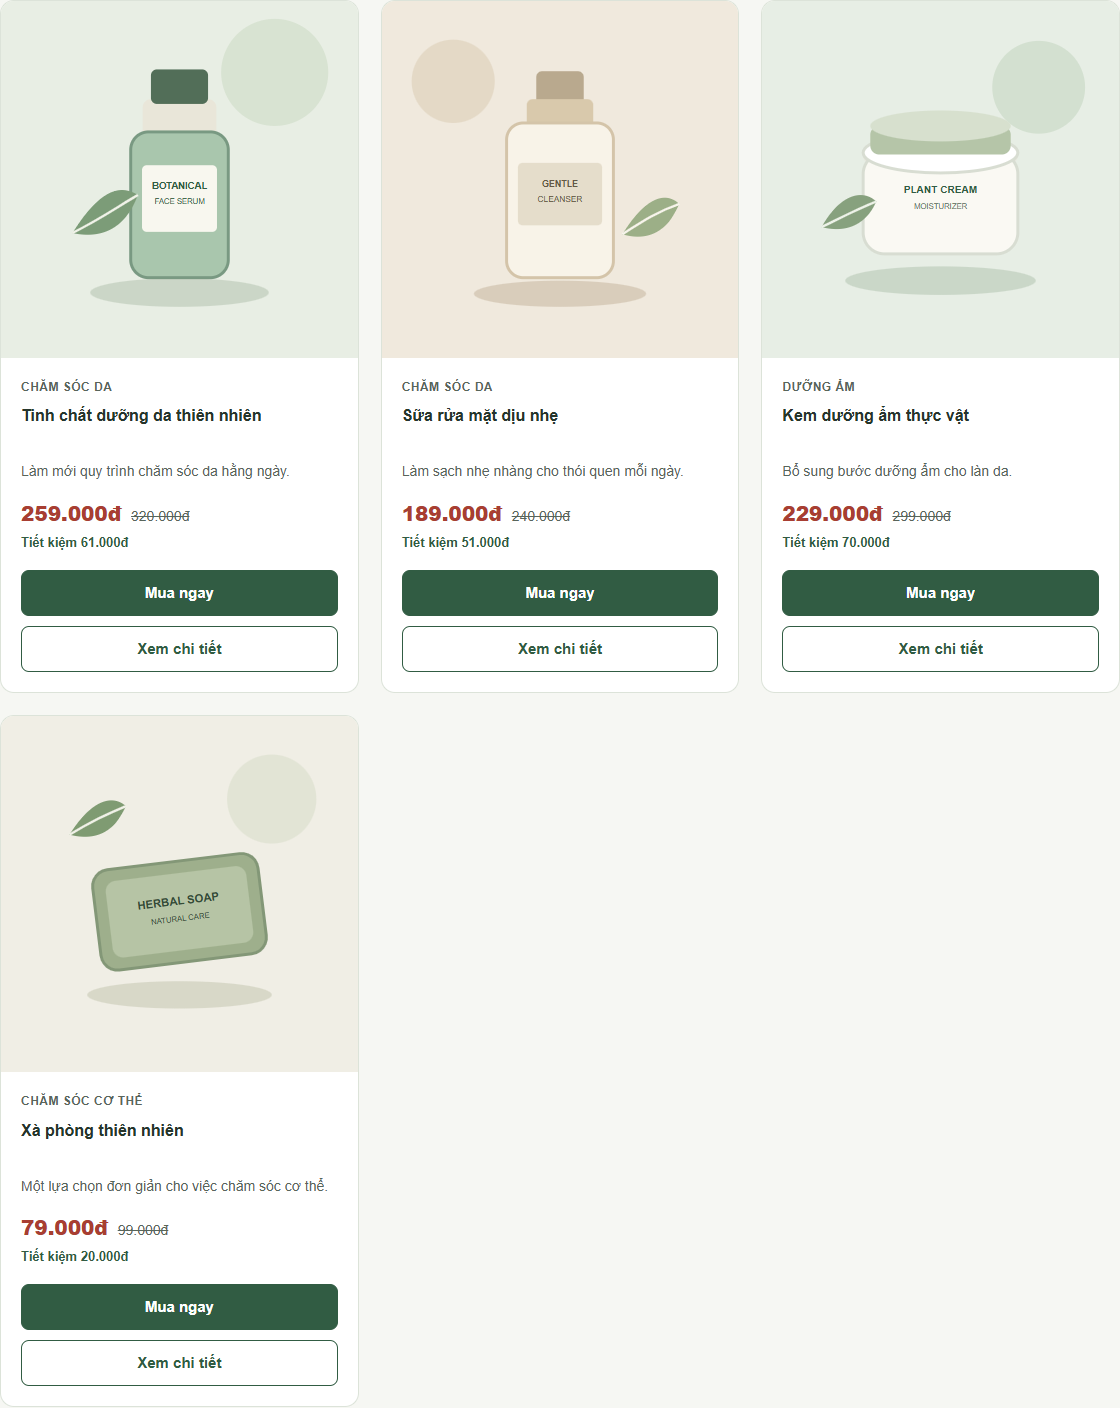 BOTANICAL
FACE SERUM
CHĂM SÓC DA
Tinh chất dưỡng da thiên nhiên
Làm mới quy trình chăm sóc da hằng ngày.
259.000đ 320.000đ
Tiết kiệm 61.000đ
Mua ngay
Xem chi tiết
GENTLE
CLEANSER
CHĂM SÓC DA
Sữa rửa mặt dịu nhẹ
Làm sạch nhẹ nhàng cho thói quen mỗi ngày.
189.000đ 240.000đ
Tiết kiệm 51.000đ
Mua ngay
Xem chi tiết
PLANT CREAM
MOISTURIZER
DƯỠNG ẨM
Kem dưỡng ẩm thực vật
Bổ sung bước dưỡng ẩm cho làn da.
229.000đ 299.000đ
Tiết kiệm 70.000đ
Mua ngay
Xem chi tiết
HERBAL SOAP
NATURAL CARE
CHĂM SÓC CƠ THỂ
Xà phòng thiên nhiên
Một lựa chọn đơn giản cho việc chăm sóc cơ thể.
79.000đ 99.000đ
Tiết kiệm 20.000đ
Mua ngay
Xem chi tiết